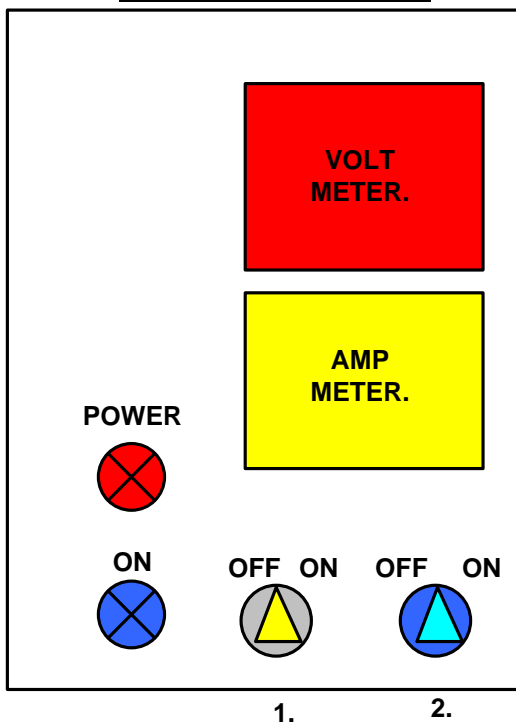 VOLT
METER.
AMP
METER.
POWER
ON
OFF ON
OFF ON
1.
2.